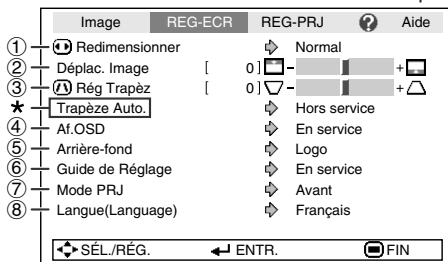 Image REG-ECR REG-PRJ ? Aide
① Redimensionner Normal
② Déplac. Image [ 0] - +
③ Rég Trapèz [ 0] - +
* Trapèze Auto. Hors service
④ Af.OSD En service
⑤ Arrière-fond Logo
⑥ Guide de Réglage En service
⑦ Mode PRJ Avant
⑧ Langue(Language) Français
SÉL./RÉG. ENTR. FIN